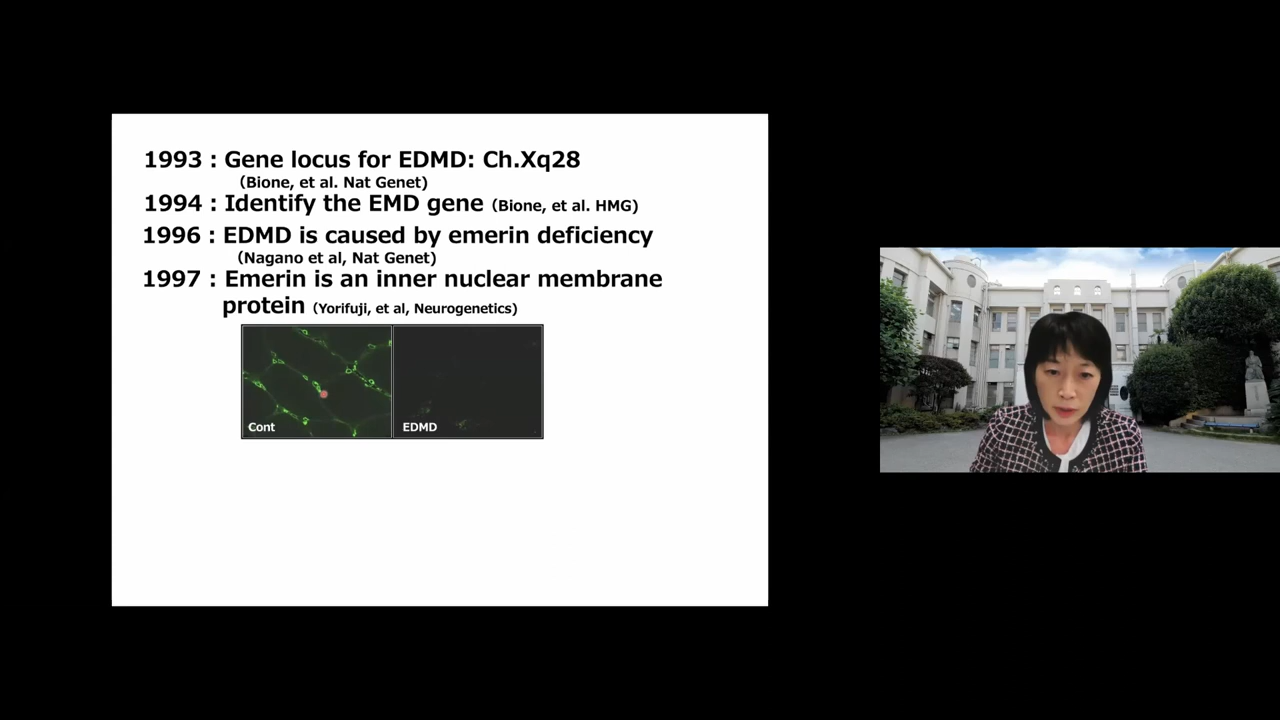 1993 : Gene locus for EDMD: Ch.Xq28
(Bione, et al. Nat Genet)
1994 : Identify the EMD gene (Bione, et al. HMG)
1996 : EDMD is caused by emerin deficiency
(Nagano et al, Nat Genet)
1997 : Emerin is an inner nuclear membrane
protein (Yorifuji, et al, Neurogenetics)
Cont EDMD